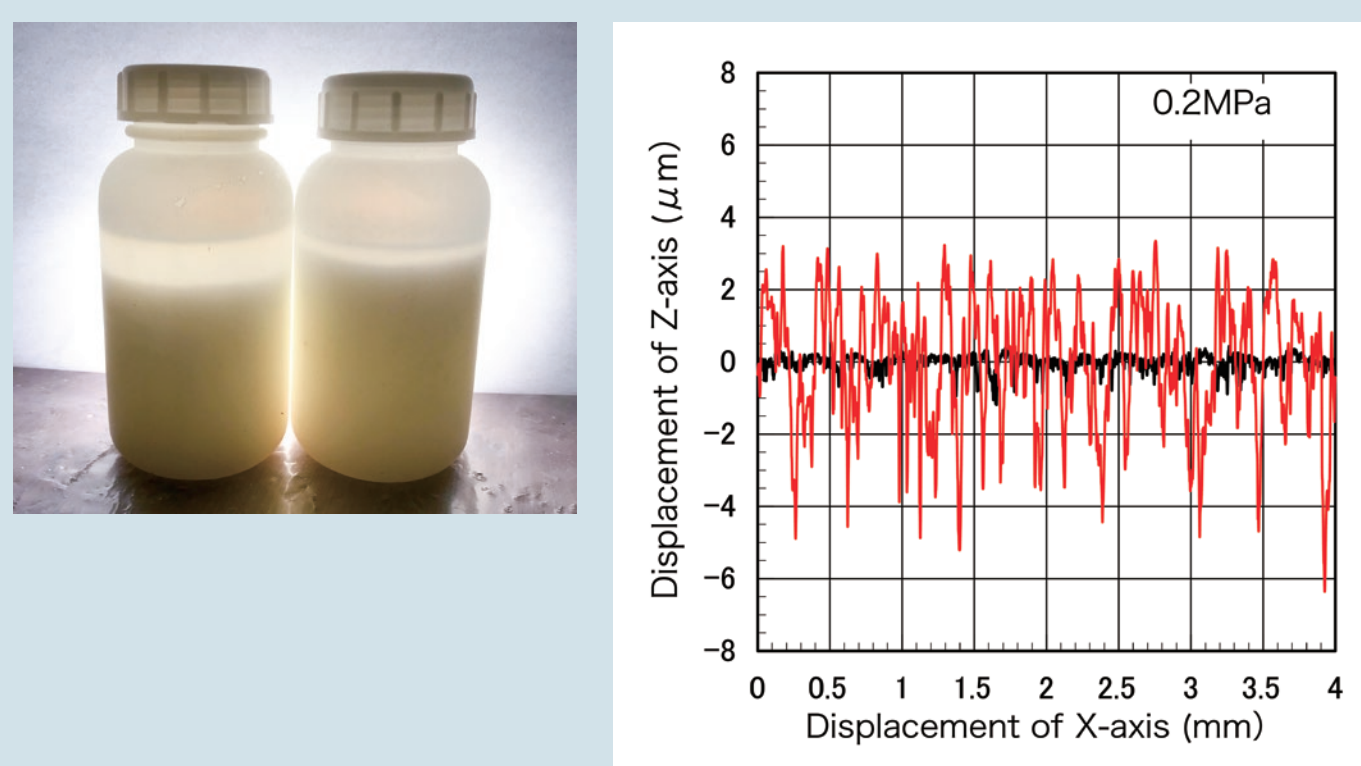 0.2MPa
Displacement of Z-axis (μm)
8
6
4
2
0
−2
−4
−6
−8
0 0.5 1 1.5 2 2.5 3 3.5 4
Displacement of X-axis (mm)